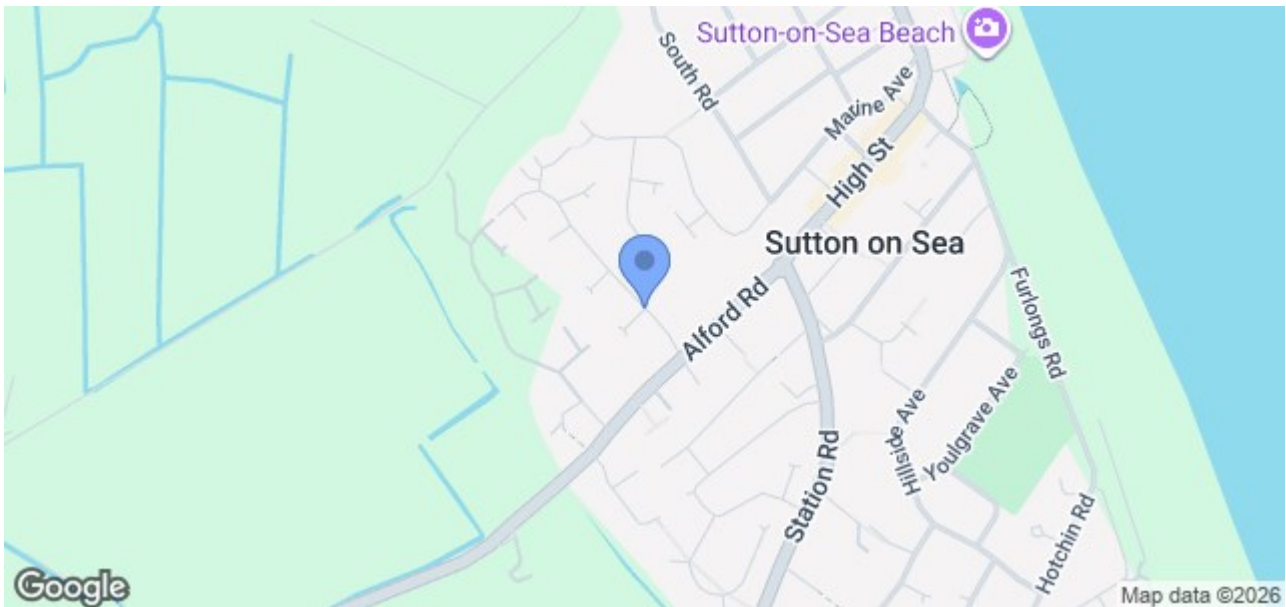 Sutton-on-Sea Beach
South Rd
Marine Ave
High St
Sutton on Sea
Alford Rd
Furlongs Rd
Hillside Ave
Youlgrave Ave
Station Rd
Hotchin Rd
Google
Map data ©2026